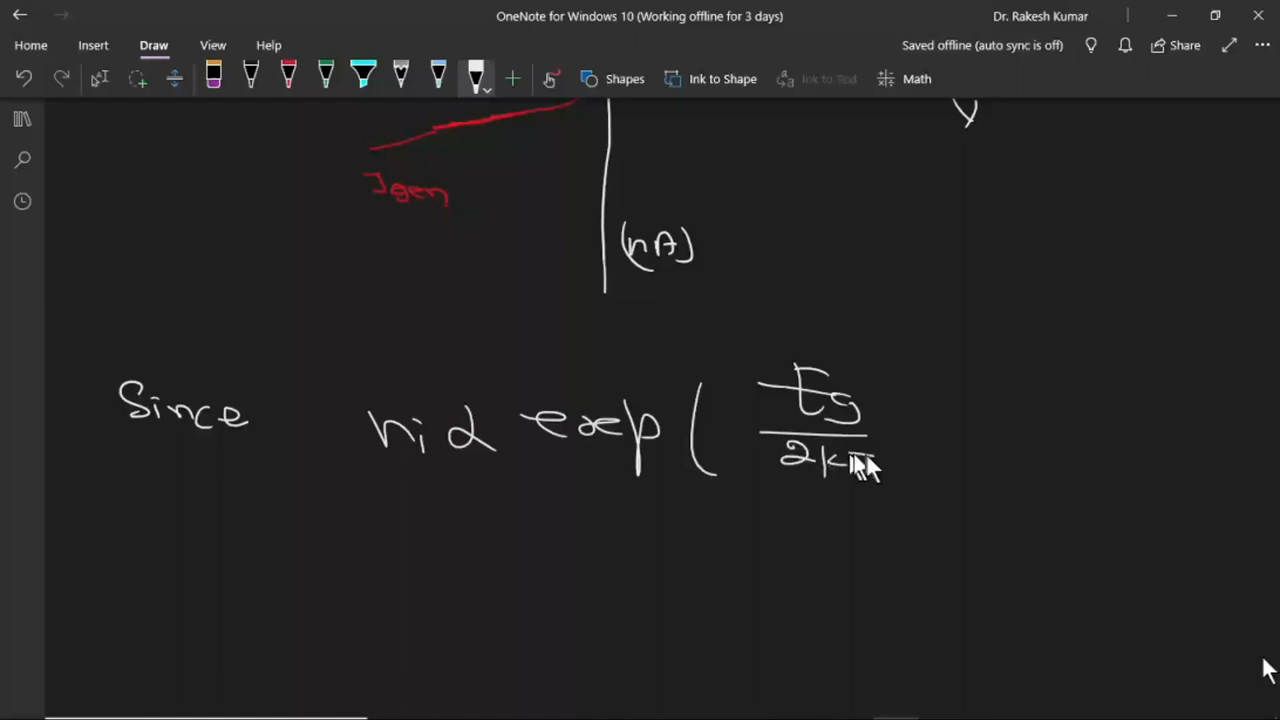 OneNote for Windows 10 (Working offline for 3 days)
Dr. Rakesh Kumar
Home Insert Draw View Help
Saved offline (auto sync is off)
Share
Shapes
Ink to Shape
Ink to Text
Math
Jgen
(nA)
Since ni α exp ( -Eg
2kT